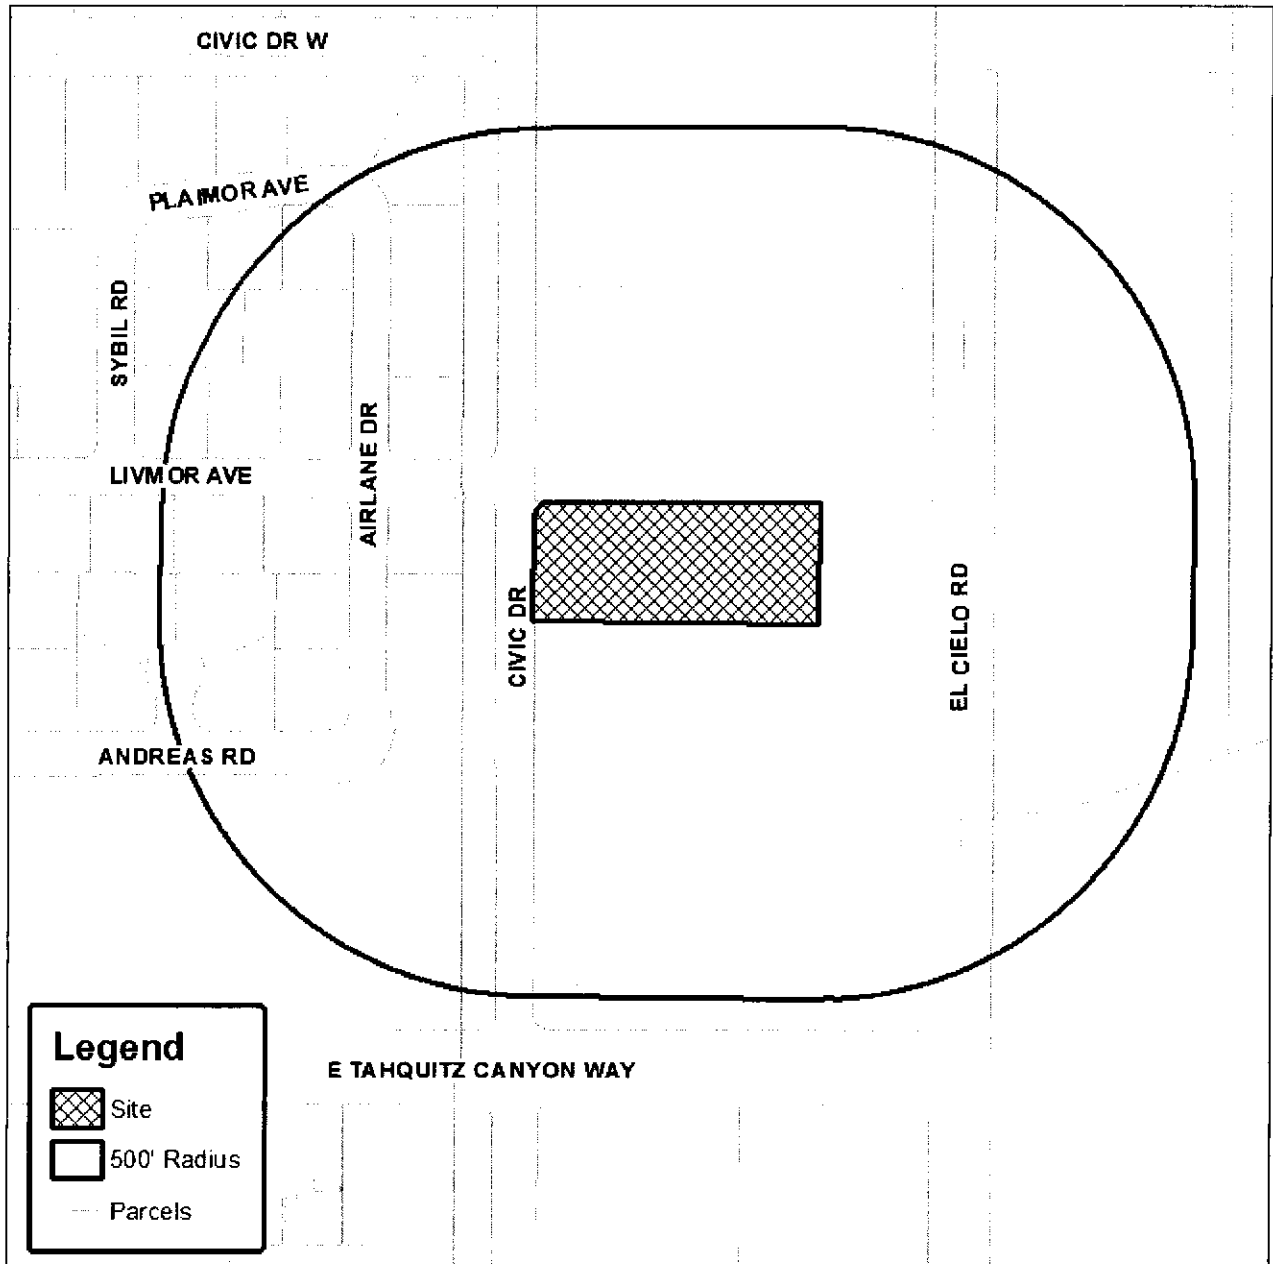 CIVIC DR W
PLAIMOR AVE
SYBIL RD
AIRLANE DR
LIVMOR AVE
CIVIC DR
EL CIELO RD
ANDREAS RD
E TAHQUITZ CANYON WAY
Legend
Site
500' Radius
Parcels